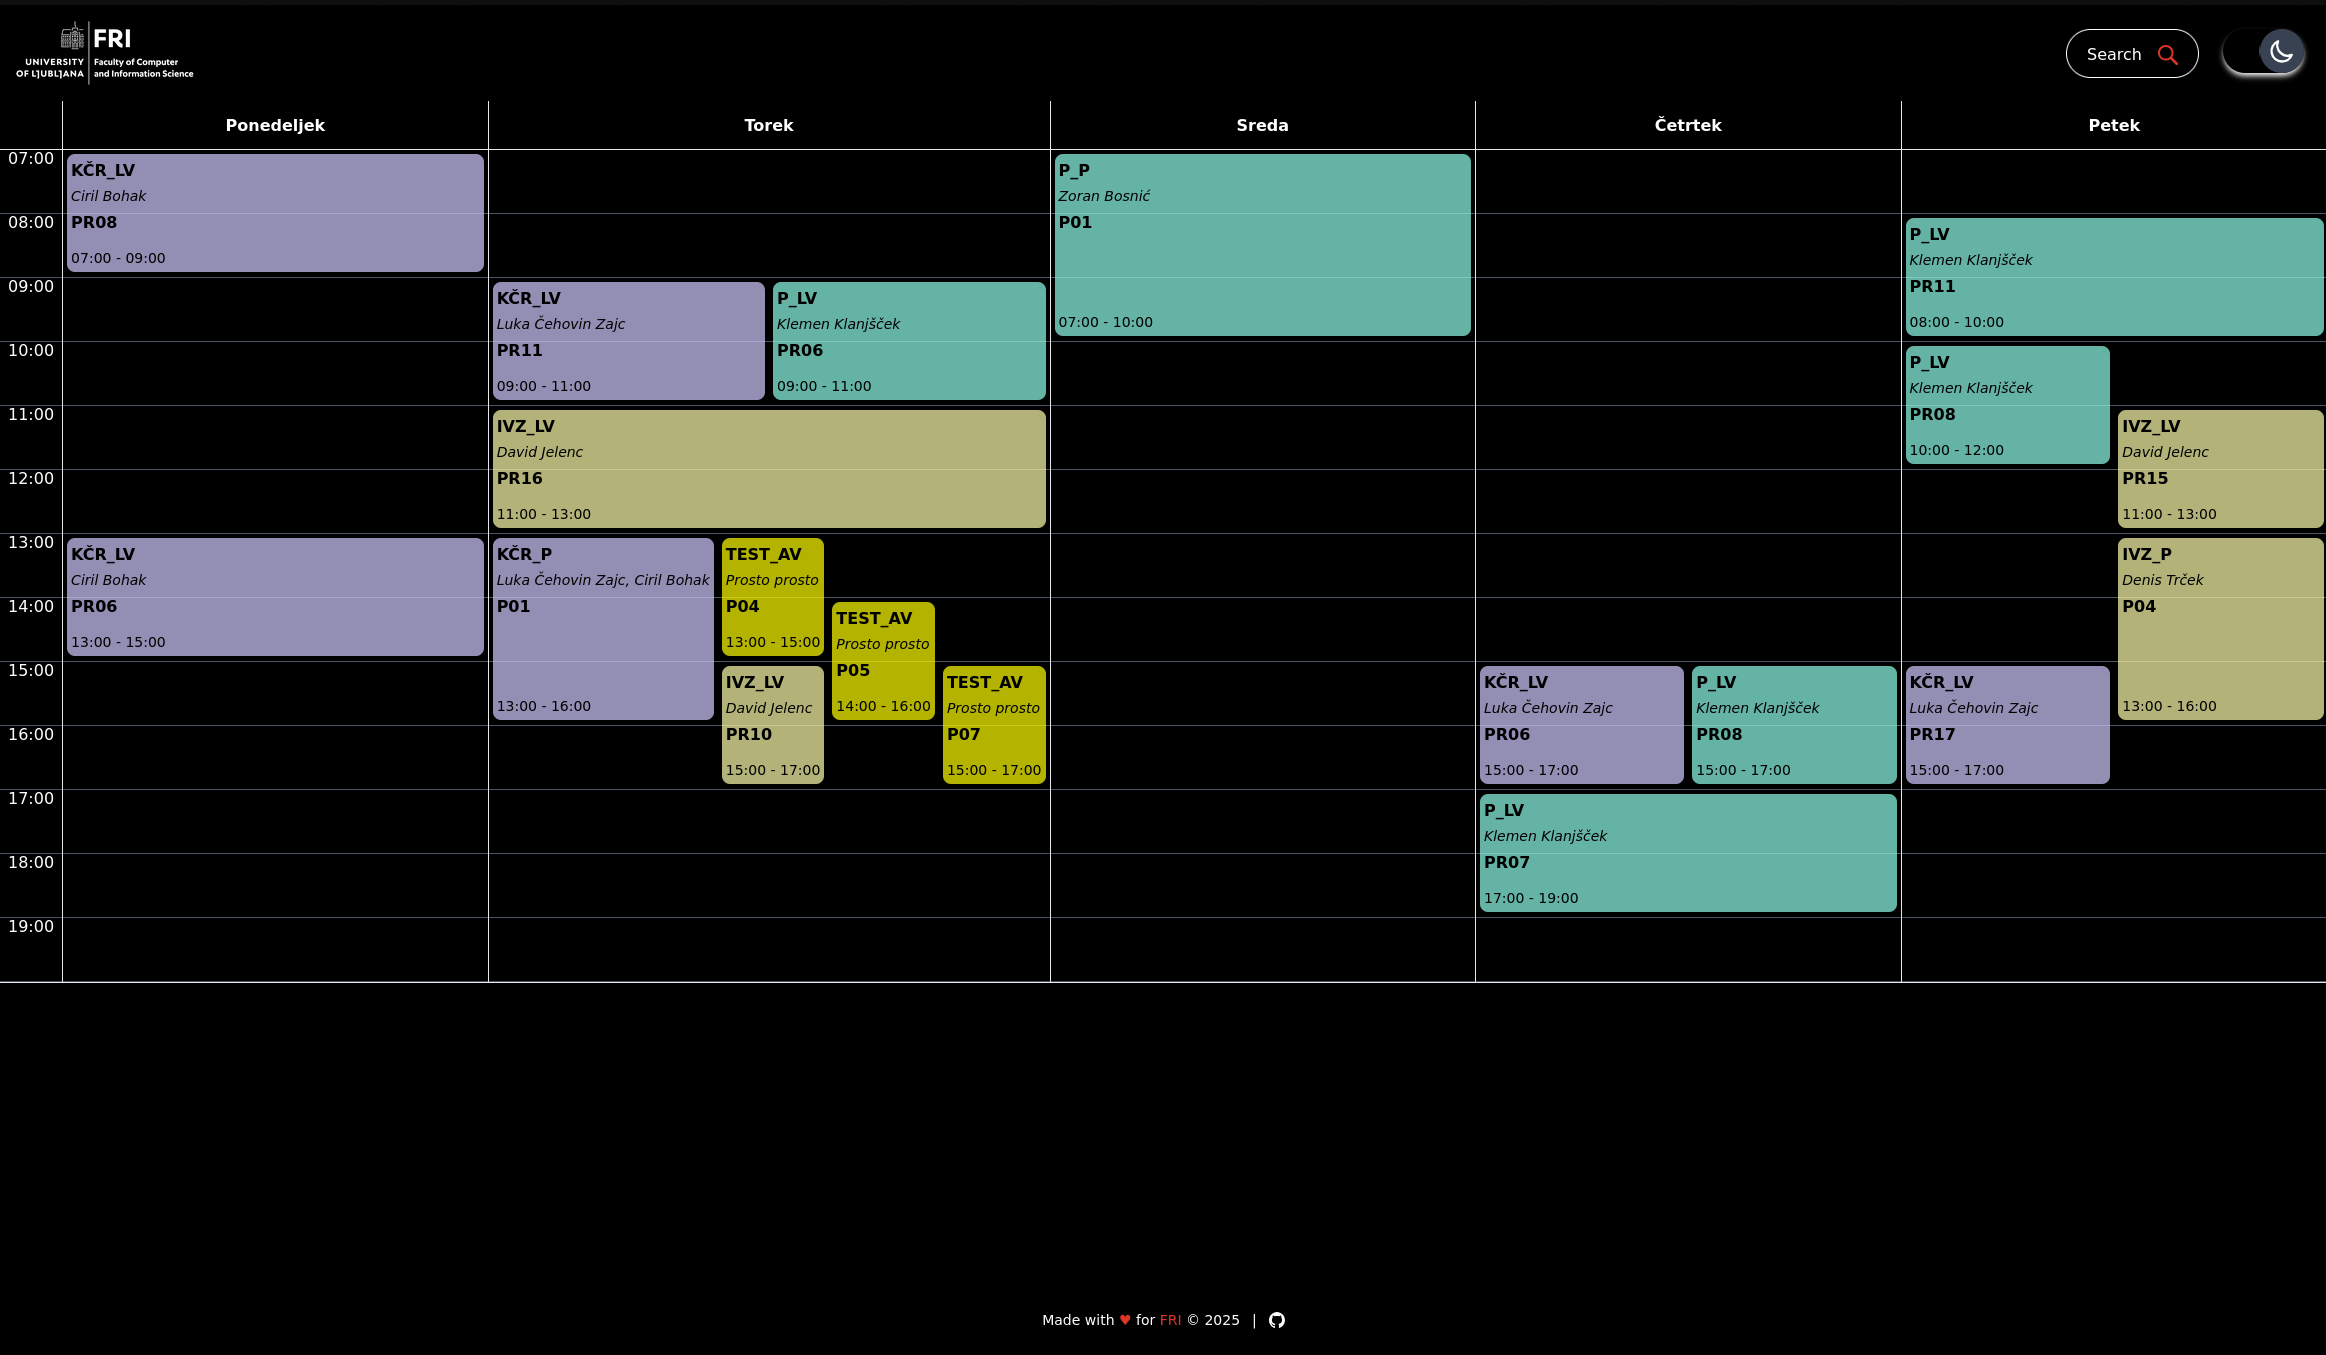 FRI
UNIVERSITY
OF LJUBLJANA
Faculty of Computer
and Information Science
Search
Ponedeljek
Torek
Sreda
Četrtek
Petek
07:00
08:00
09:00
10:00
11:00
12:00
13:00
14:00
15:00
16:00
17:00
18:00
19:00
KČR_LV
Ciril Bohak
PR08
07:00 - 09:00
KČR_LV
Ciril Bohak
PR06
13:00 - 15:00
KČR_LV
Luka Čehovin Zajc
PR11
09:00 - 11:00
P_LV
Klemen Klanjšček
PR06
09:00 - 11:00
IVZ_LV
David Jelenc
PR16
11:00 - 13:00
KČR_P
Luka Čehovin Zajc, Ciril Bohak
P01
13:00 - 16:00
TEST_AV
Prosto prosto
P04
13:00 - 15:00
TEST_AV
Prosto prosto
P05
14:00 - 16:00
IVZ_LV
David Jelenc
PR10
15:00 - 17:00
TEST_AV
Prosto prosto
P07
15:00 - 17:00
P_P
Zoran Bosnić
P01
07:00 - 10:00
KČR_LV
Luka Čehovin Zajc
PR06
15:00 - 17:00
P_LV
Klemen Klanjšček
PR08
15:00 - 17:00
P_LV
Klemen Klanjšček
PR07
17:00 - 19:00
P_LV
Klemen Klanjšček
PR11
08:00 - 10:00
P_LV
Klemen Klanjšček
PR08
10:00 - 12:00
IVZ_LV
David Jelenc
PR15
11:00 - 13:00
IVZ_P
Denis Trček
P04
13:00 - 16:00
KČR_LV
Luka Čehovin Zajc
PR17
15:00 - 17:00
Made with ♥ for FRI © 2025 |